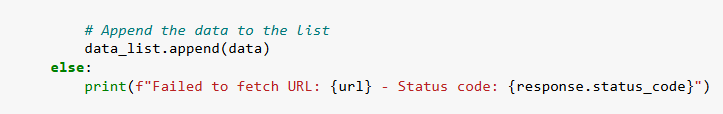 # Append the data to the list
data_list.append(data)
else:
print(f"Failed to fetch URL: {url} - Status code: {response.status_code}")